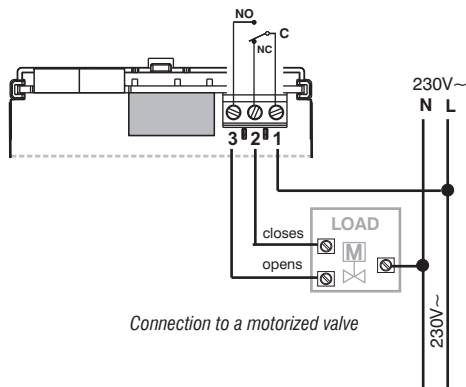 NO
C
NC
230V~
N L
3 2 1
LOAD
closes
M
opens
230V~
Connection to a motorized valve